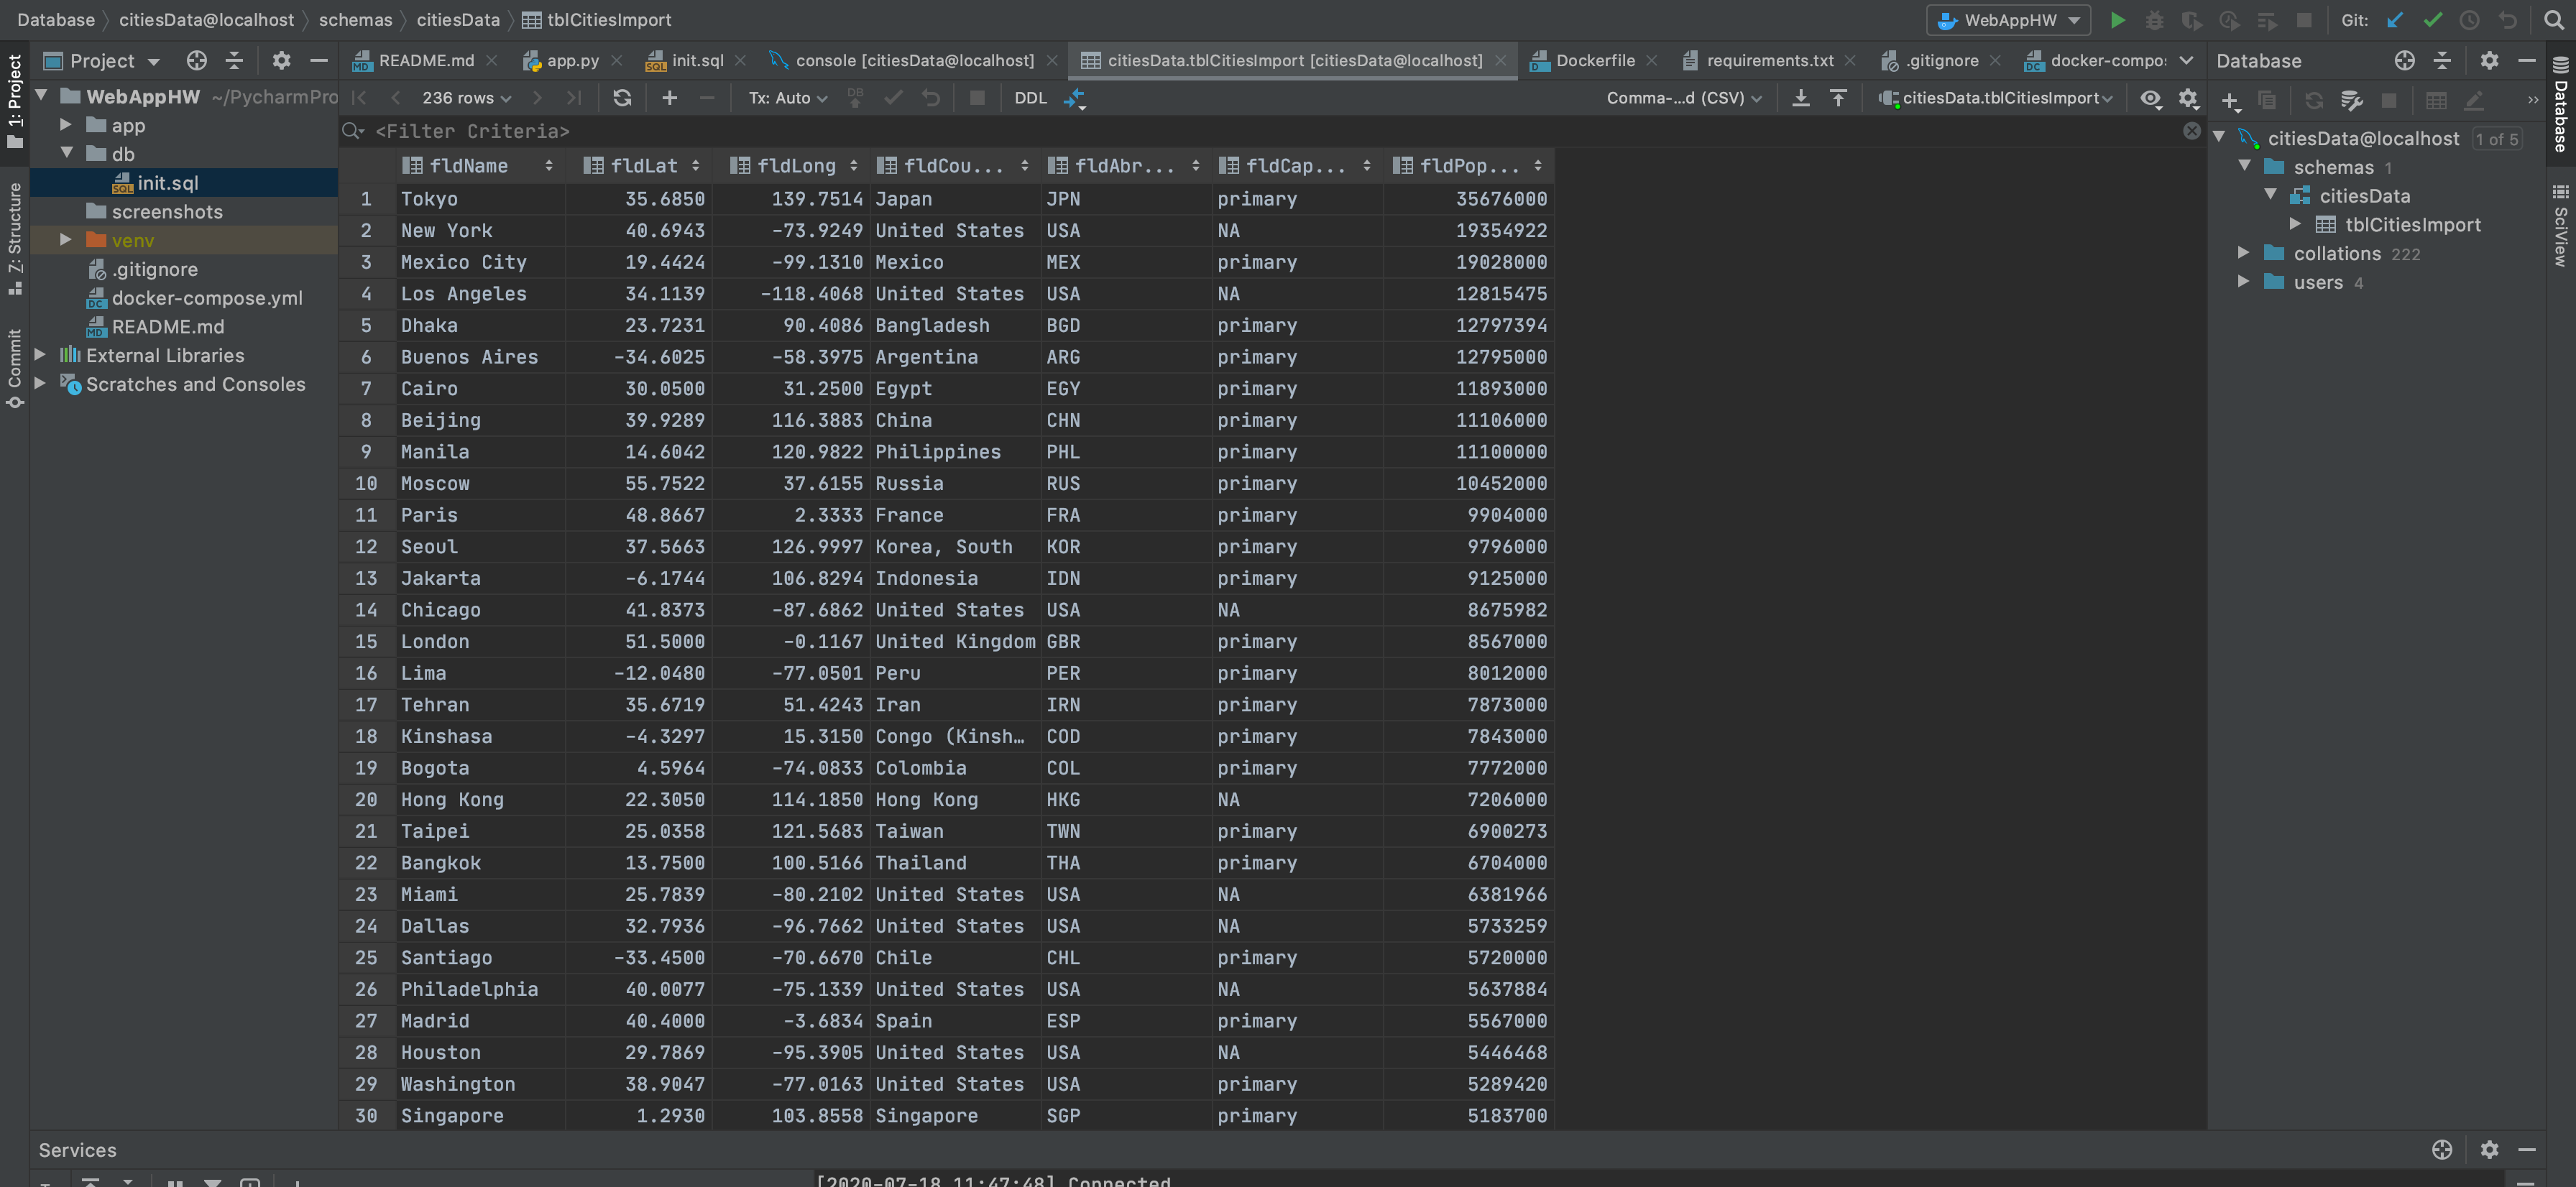 Database citiesData@localhost schemas citiesData tblCitiesImport WebAppHW Git:
Project README.md app.py init.sql console [citiesData@localhost] citiesData.tblCitiesImport [citiesData@localhost] Dockerfile requirements.txt .gitignore docker-compo: Database
1: Project
7: Structure
Commit
Database
SciView
WebAppHW ~/PycharmPro
app
db
init.sql
screenshots
venv
.gitignore
docker-compose.yml
README.md
External Libraries
Scratches and Consoles
236 rows Tx: Auto DB DDL Comma-...d (CSV) citiesData.tblCitiesImport
<Filter Criteria>
fldName fldLat fldLong fldCou... fldAbr... fldCap... fldPop...
1 Tokyo 35.6850 139.7514 Japan JPN primary 35676000
2 New York 40.6943 -73.9249 United States USA NA 19354922
3 Mexico City 19.4424 -99.1310 Mexico MEX primary 19028000
4 Los Angeles 34.1139 -118.4068 United States USA NA 12815475
5 Dhaka 23.7231 90.4086 Bangladesh BGD primary 12797394
6 Buenos Aires -34.6025 -58.3975 Argentina ARG primary 12795000
7 Cairo 30.0500 31.2500 Egypt EGY primary 11893000
8 Beijing 39.9289 116.3883 China CHN primary 11106000
9 Manila 14.6042 120.9822 Philippines PHL primary 11100000
10 Moscow 55.7522 37.6155 Russia RUS primary 10452000
11 Paris 48.8667 2.3333 France FRA primary 9904000
12 Seoul 37.5663 126.9997 Korea, South KOR primary 9796000
13 Jakarta -6.1744 106.8294 Indonesia IDN primary 9125000
14 Chicago 41.8373 -87.6862 United States USA NA 8675982
15 London 51.5000 -0.1167 United Kingdom GBR primary 8567000
16 Lima -12.0480 -77.0501 Peru PER primary 8012000
17 Tehran 35.6719 51.4243 Iran IRN primary 7873000
18 Kinshasa -4.3297 15.3150 Congo (Kinsh… COD primary 7843000
19 Bogota 4.5964 -74.0833 Colombia COL primary 7772000
20 Hong Kong 22.3050 114.1850 Hong Kong HKG NA 7206000
21 Taipei 25.0358 121.5683 Taiwan TWN primary 6900273
22 Bangkok 13.7500 100.5166 Thailand THA primary 6704000
23 Miami 25.7839 -80.2102 United States USA NA 6381966
24 Dallas 32.7936 -96.7662 United States USA NA 5733259
25 Santiago -33.4500 -70.6670 Chile CHL primary 5720000
26 Philadelphia 40.0077 -75.1339 United States USA NA 5637884
27 Madrid 40.4000 -3.6834 Spain ESP primary 5567000
28 Houston 29.7869 -95.3905 United States USA NA 5446468
29 Washington 38.9047 -77.0163 United States USA primary 5289420
30 Singapore 1.2930 103.8558 Singapore SGP primary 5183700
citiesData@localhost 1 of 5
schemas 1
citiesData
tblCitiesImport
collations 222
users 4
Services
[2020-07-18 11:47:48] Connected